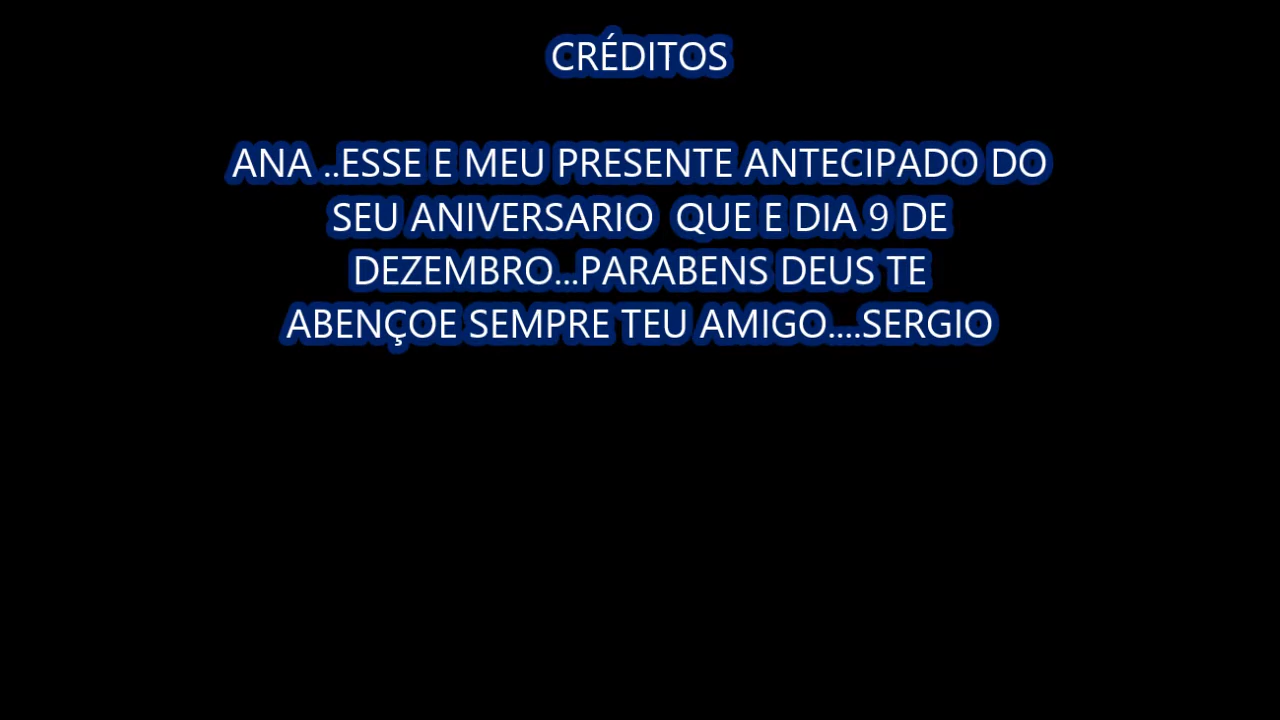 CRÉDITOS
ANA ..ESSE E MEU PRESENTE ANTECIPADO DO
SEU ANIVERSARIO  QUE E DIA 9 DE
DEZEMBRO...PARABENS DEUS TE
ABENÇOE SEMPRE TEU AMIGO....SERGIO